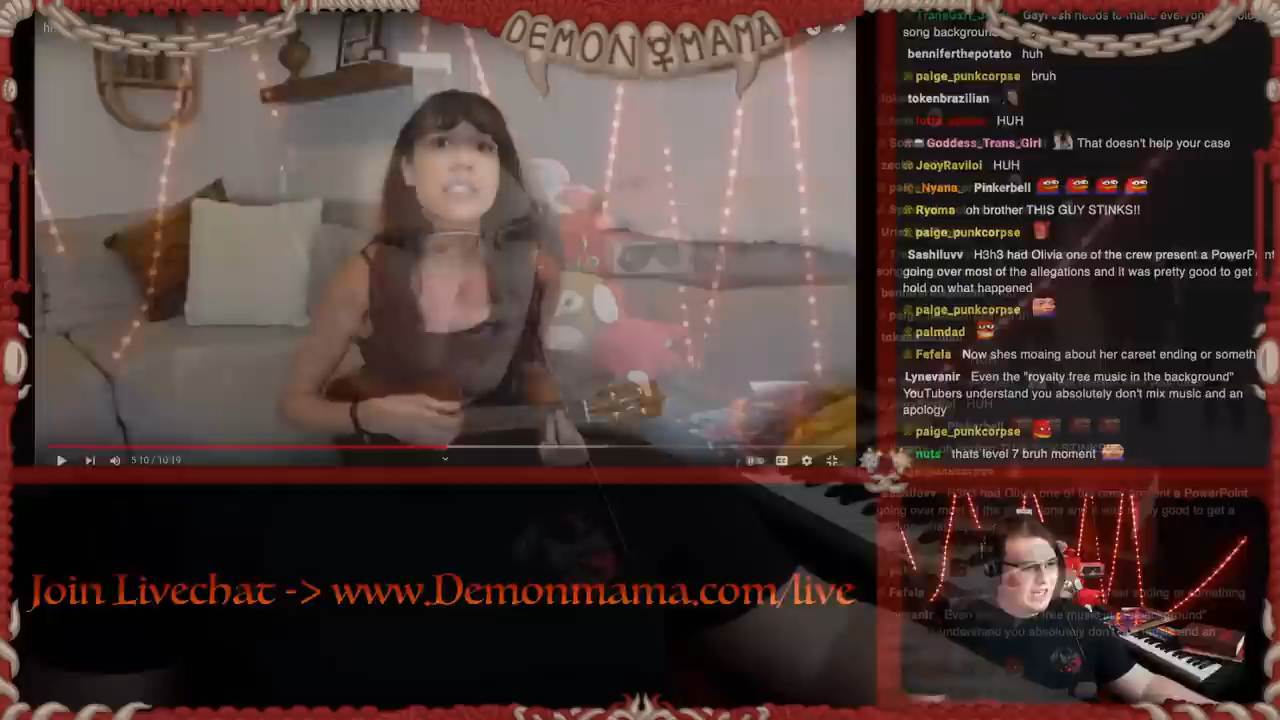 DEMON MAMA
song background
benniferthepotato huh
paige_punkcorpse bruh
tokenbrazilian
HUH
Goddess_Trans_Girl That doesn't help your case
JeoyRaviloi HUH
_Nyana_ Pinkerbell
Ryoma oh brother THIS GUY STINKS!!
paige_punkcorpse
Sashiluvv H3h3 had Olivia one of the crew present a PowerPoint
going over most of the allegations and it was pretty good to get a
hold on what happened
paige_punkcorpse
palmdad
Fefela Now shes moaing about her careet ending or someth
Lynevanir Even the "royalty free music in the background"
YouTubers understand you absolutely don't mix music and an
apology
paige_punkcorpse
nuts thats level 7 bruh moment
5:10 / 10:19
Join Livechat -> www.Demonmama.com/live